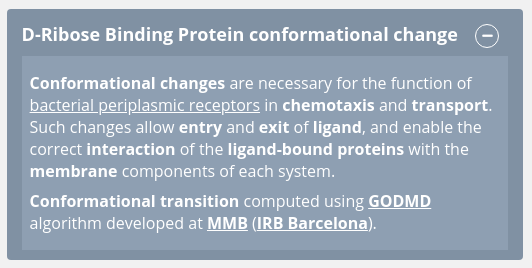 D-Ribose Binding Protein conformational change
Conformational changes are necessary for the function of
bacterial periplasmic receptors in chemotaxis and transport.
Such changes allow entry and exit of ligand, and enable the
correct interaction of the ligand-bound proteins with the
membrane components of each system.
Conformational transition computed using GODMD
algorithm developed at MMB (IRB Barcelona).